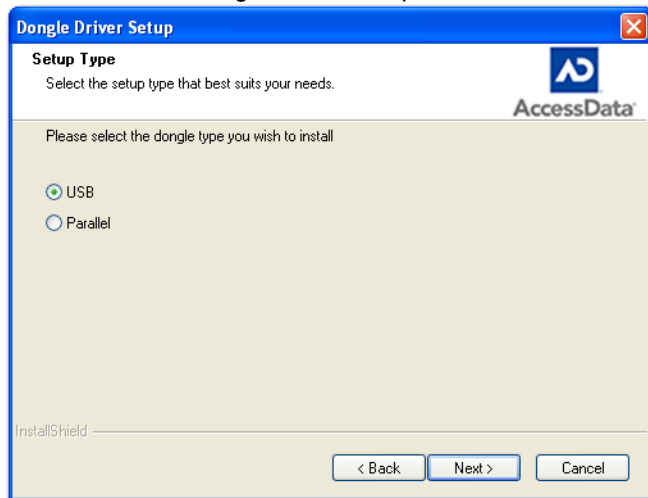 Dongle Driver Setup
Setup Type
Select the setup type that best suits your needs.
AccessData
Please select the dongle type you wish to install
USB
Parallel
InstallShield
< Back
Next >
Cancel